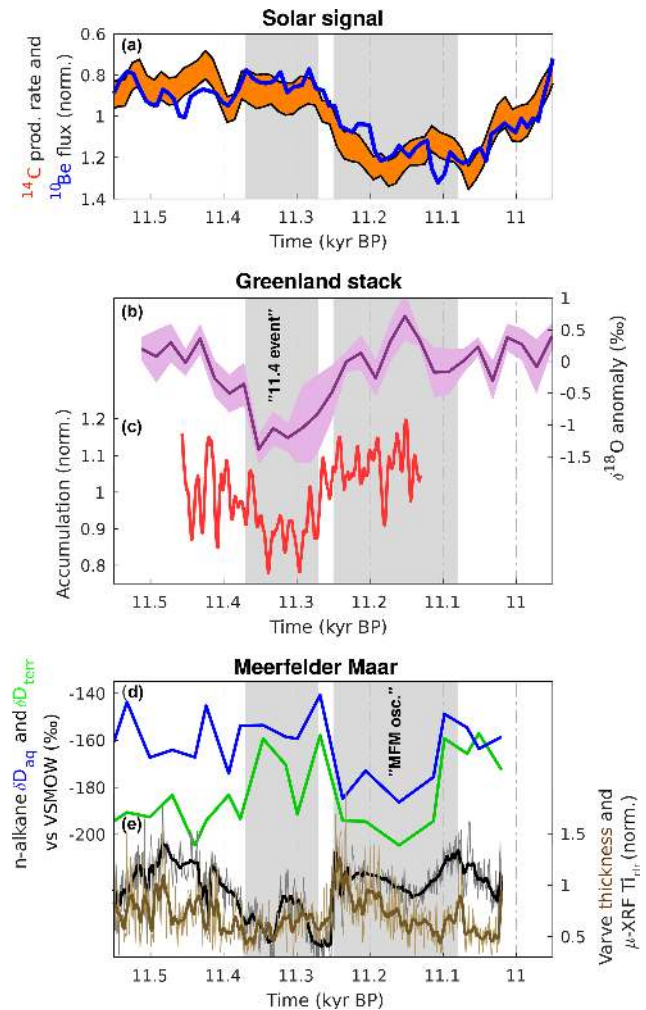 Solar signal
(a)
14C prod. rate and
10Be flux (norm.)
0.6
0.8
1
1.2
1.4
11.5 11.4 11.3 11.2 11.1 11
Time (kyr BP)
Greenland stack
(b)
"11.4 event"
1
0.5
0
-0.5
-1
-1.5
δ18O anomaly (‰)
(c)
Accumulation (norm.)
1.2
1.1
1
0.9
0.8
11.5 11.4 11.3 11.2 11.1 11
Time (kyr BP)
Meerfelder Maar
(d)
"MFM osc."
n-alkane δDaq and δDterr
vs VSMOW (‰)
-140
-160
-180
-200
(e)
1.5
1
0.5
Varve thickness and
μ-XRF Ticlr (norm.)
11.5 11.4 11.3 11.2 11.1 11
Time (kyr BP)